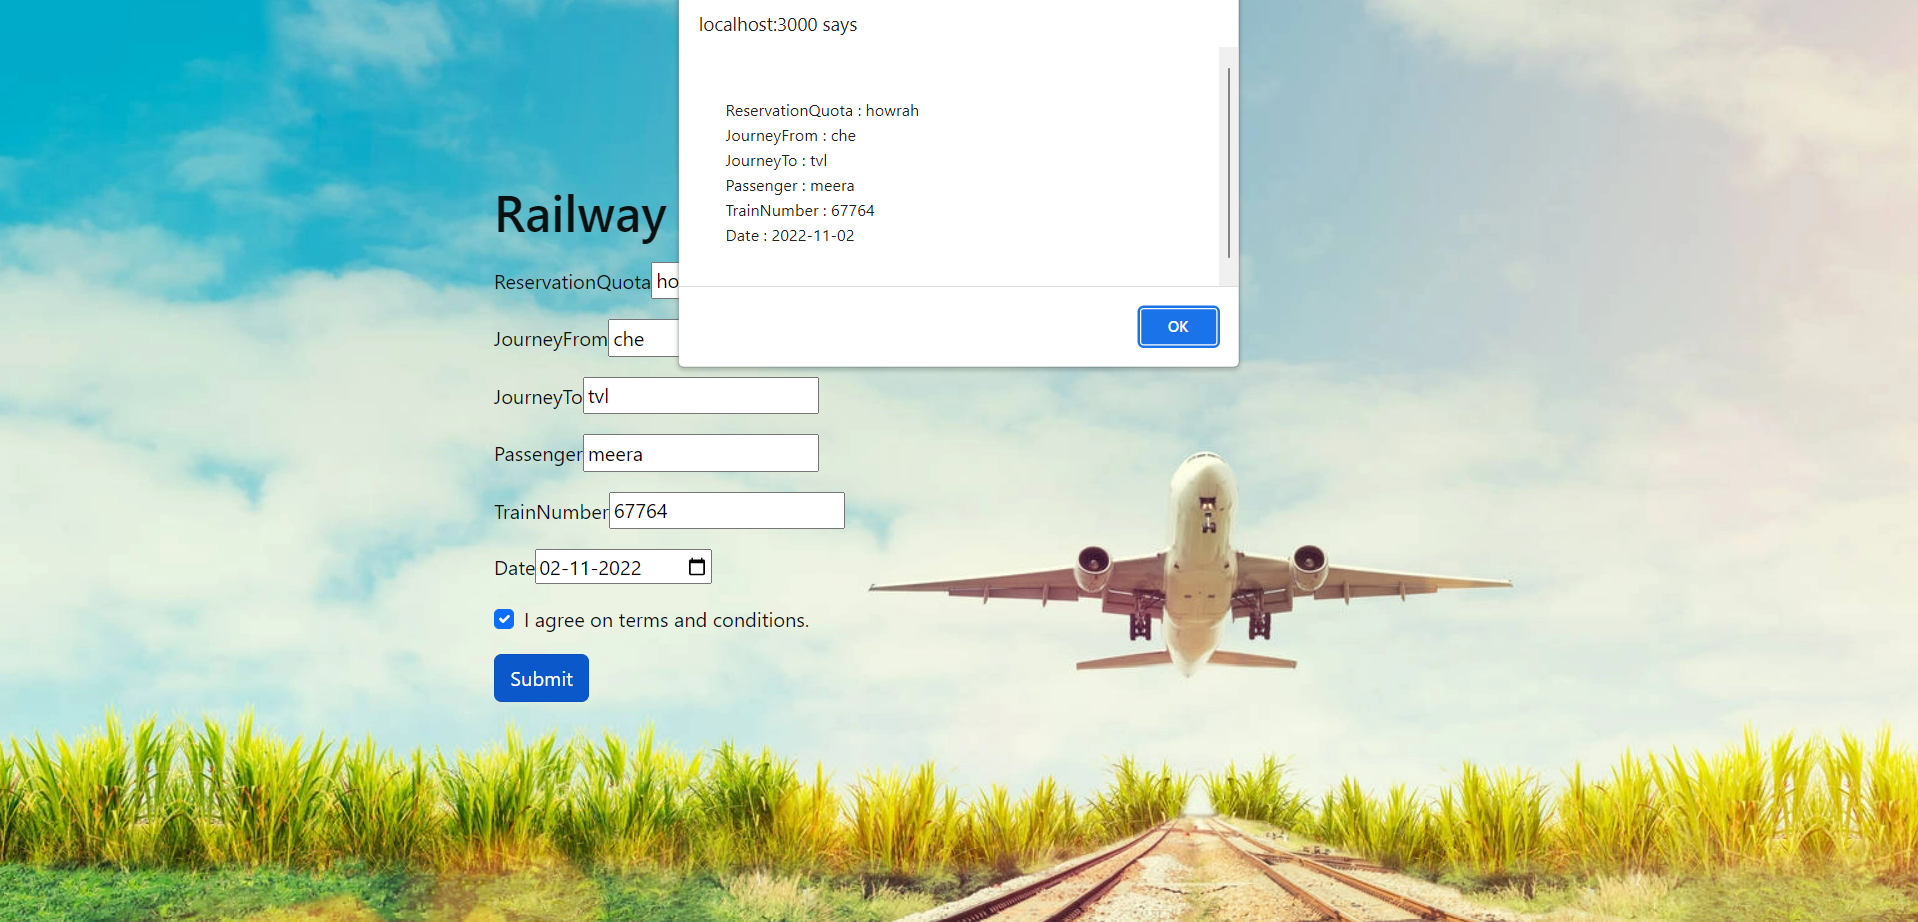 localhost:3000 says
ReservationQuota : howrah
JourneyFrom : che
JourneyTo : tvl
Passenger : meera
TrainNumber : 67764
Date : 2022-11-02
OK
Railway
ReservationQuota ho
JourneyFrom che
JourneyTo tvl
Passenger meera
TrainNumber 67764
Date 02-11-2022
I agree on terms and conditions.
Submit